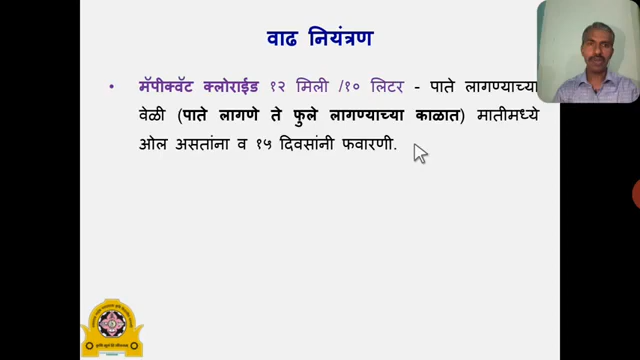 वाढ नियंत्रण
• मॅपीक्वॅट क्लोराईड १२ मिली /१० लिटर - पाते लागण्याच्या
वेळी (पाते लागणे ते फुले लागण्याच्या काळात) मातीमध्ये
ओल असतांना व १५ दिवसांनी फवारणी.